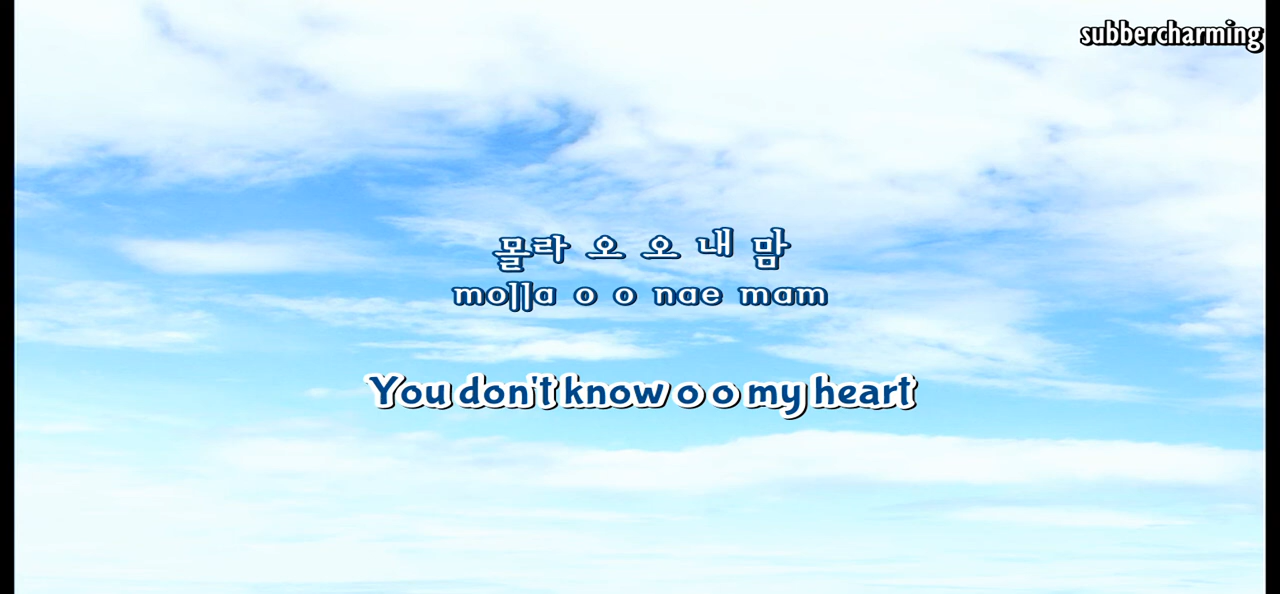 subbercharming
몰라 오 오 내 맘
molla o o nae mam
You don't know o o my heart